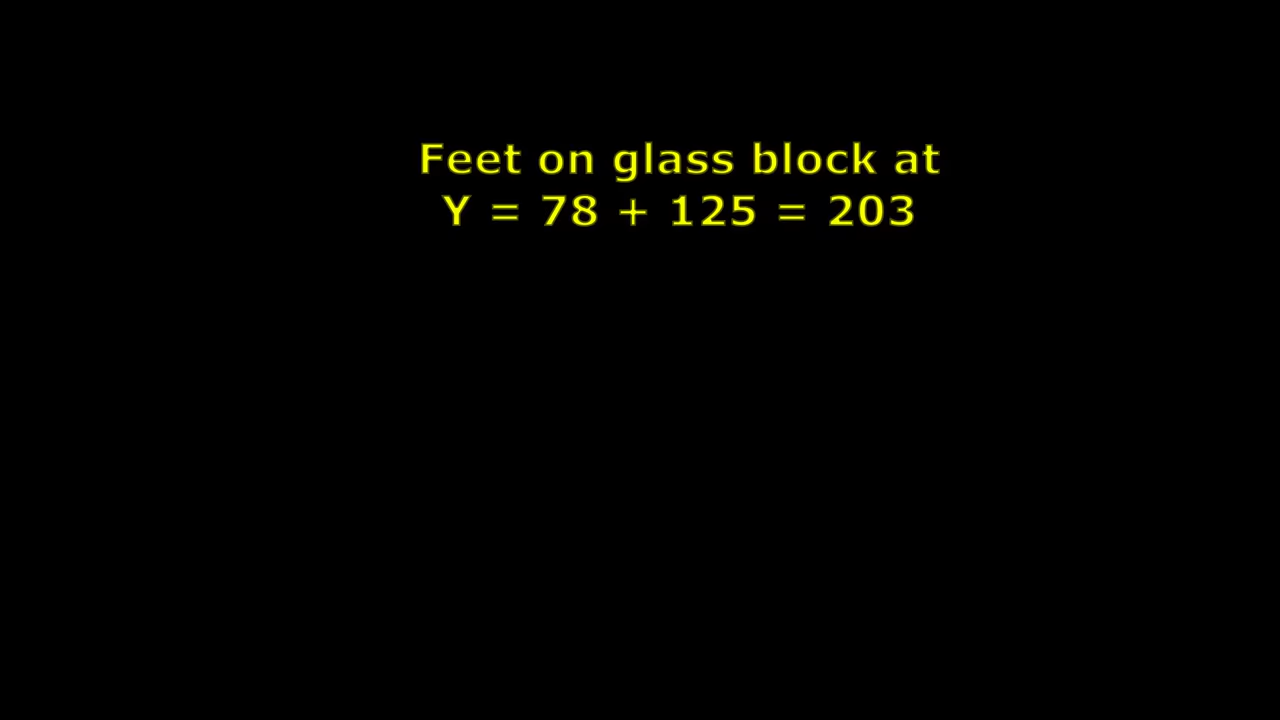 Feet on glass block at
Y = 78 + 125 = 203